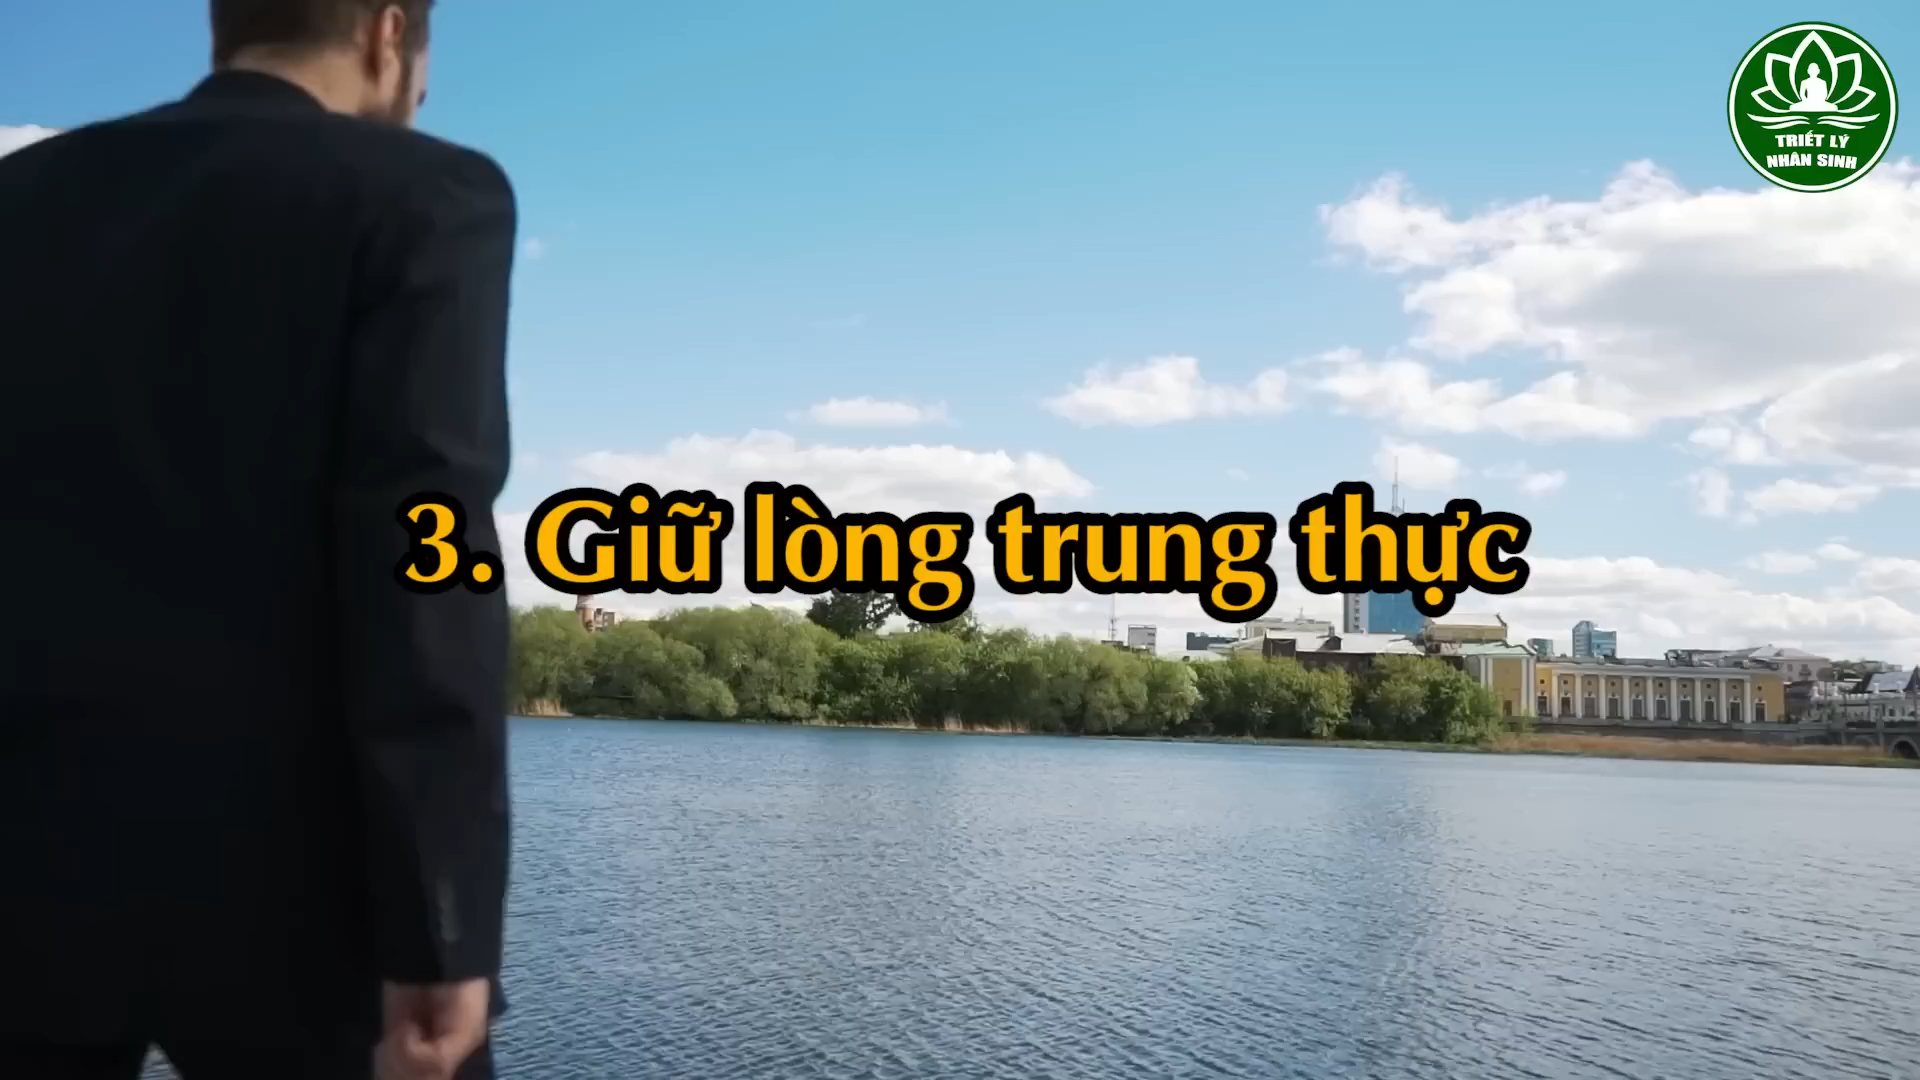 TRIẾT LÝ
NHÂN SINH
3. Giữ lòng trung thực